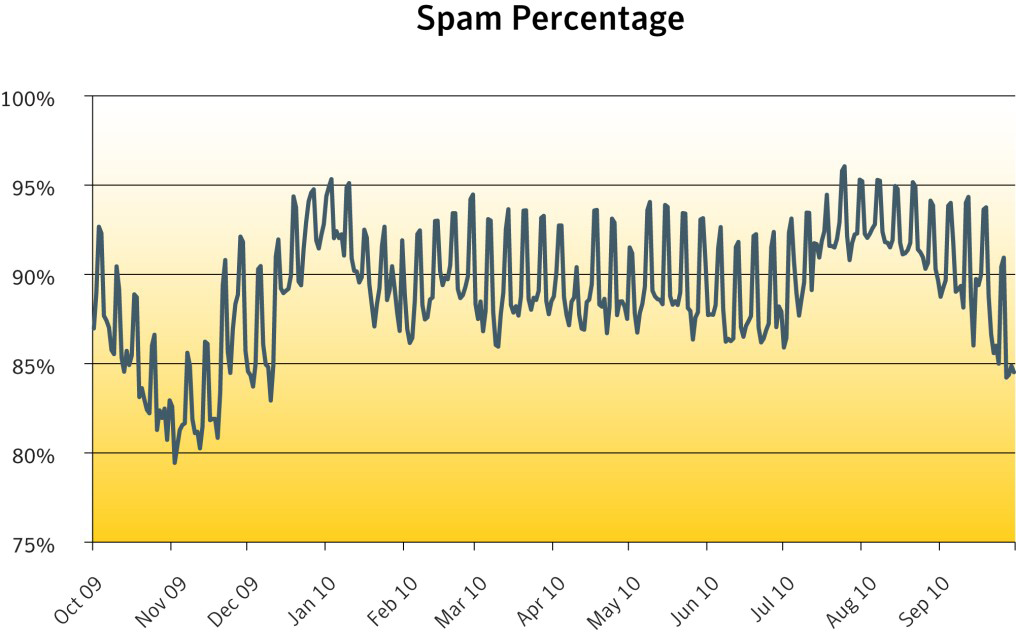 Spam Percentage
100%
95%
90%
85%
80%
75%
Oct 09
Nov 09
Dec 09
Jan 10
Feb 10
Mar 10
Apr 10
May 10
Jun 10
Jul 10
Aug 10
Sep 10